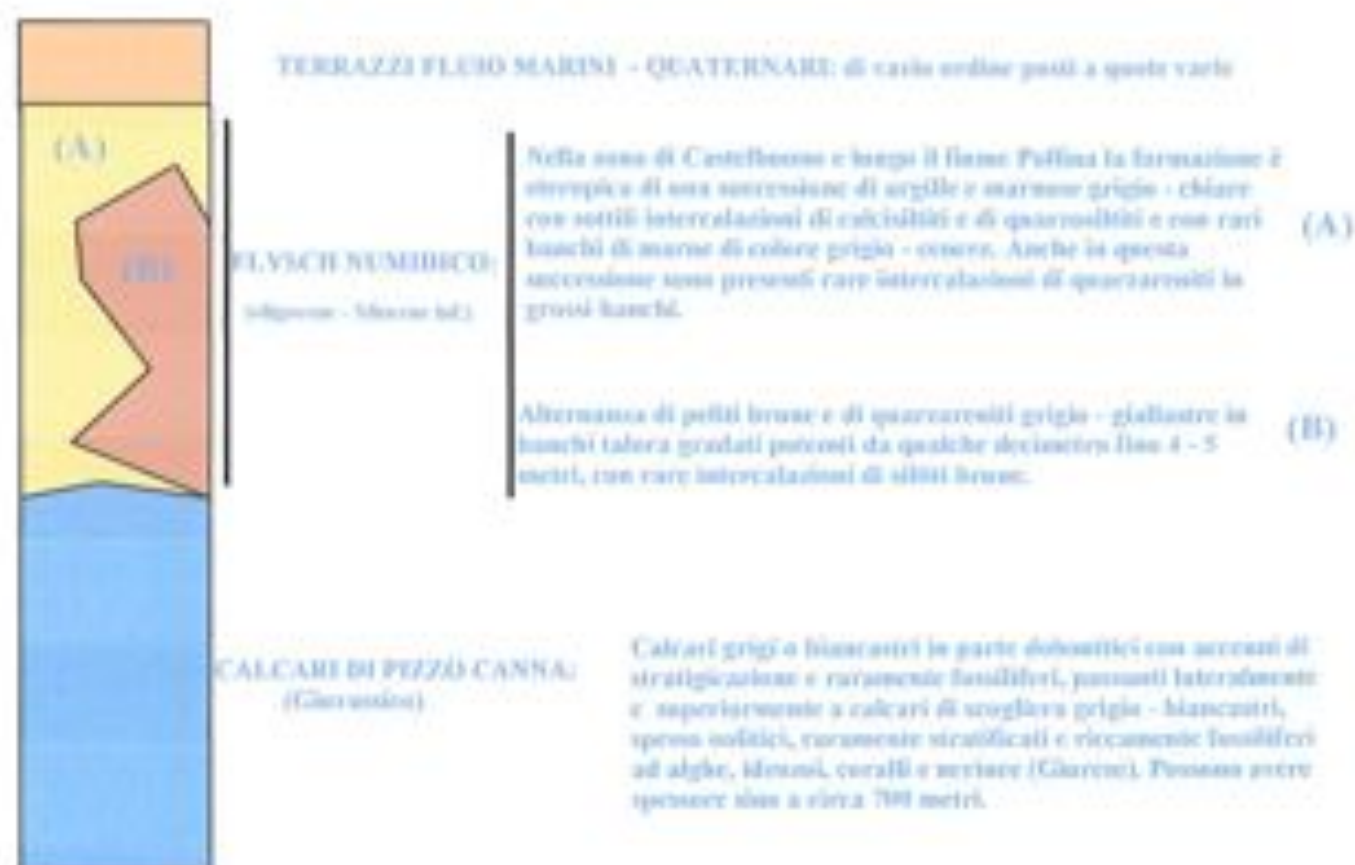 TERRAZZI FLUIO MARINI - QUATERNARI: di vario ordine posti a quote varie
(A)
Nella zona di Castelbuono e lungo il fiume Pollina la formazione è
eteropica di una successione di argille e marnose grigio - chiare
con sottili intercalazioni di calcisiltiti e di quarzosiltiti e con rari
banchi di marne di colore grigio - cenere. Anche in questa
successione sono presenti rare intercalazioni di quarzareniti in
grossi banchi.
(A)
(B)
FLYSCH NUMIDICO:
(oligocene - Miocene inf.)
Alternanza di peliti brune e di quarzareniti grigio - giallastre in
banchi talora gradati potenti da qualche decimetro fino 4 - 5
metri, con rare intercalazioni di siltiti brune.
(B)
CALCARI DI PIZZO CANNA:
(Giurassico)
Calcari grigi o biancastri in parte dolomitici con accenni di
stratigicazione e raramente fossiliferi, passanti lateralmente
e superiormente a calcari di scogliera grigio - biancastri,
spesso oolitici, raramente stratificati e riccamente fossiliferi
ad alghe, idrozoi, coralli e nerinee Possono avere
spessore sino a circa 700 metri.